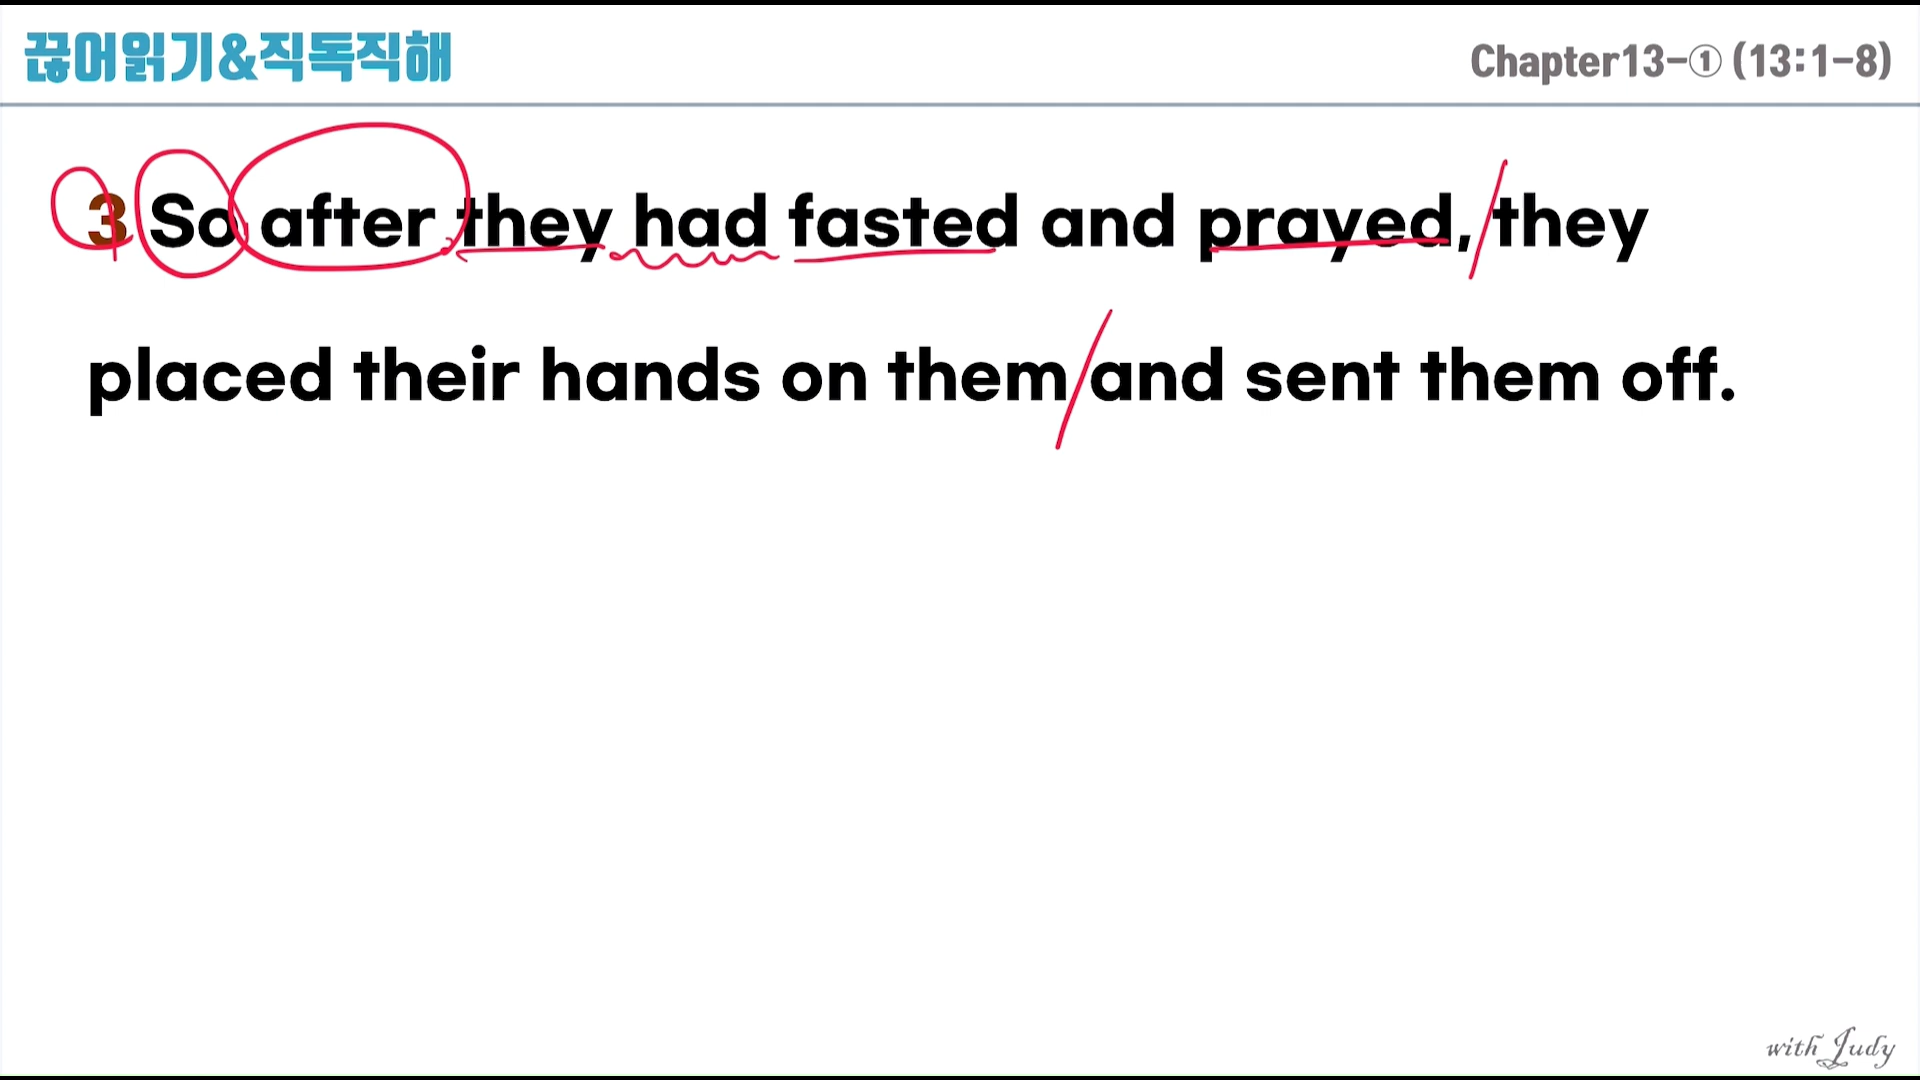 끊어읽기&직독직해
Chapter13-① (13:1-8)
3 So after they had fasted and prayed, they
placed their hands on them and sent them off.
with Judy